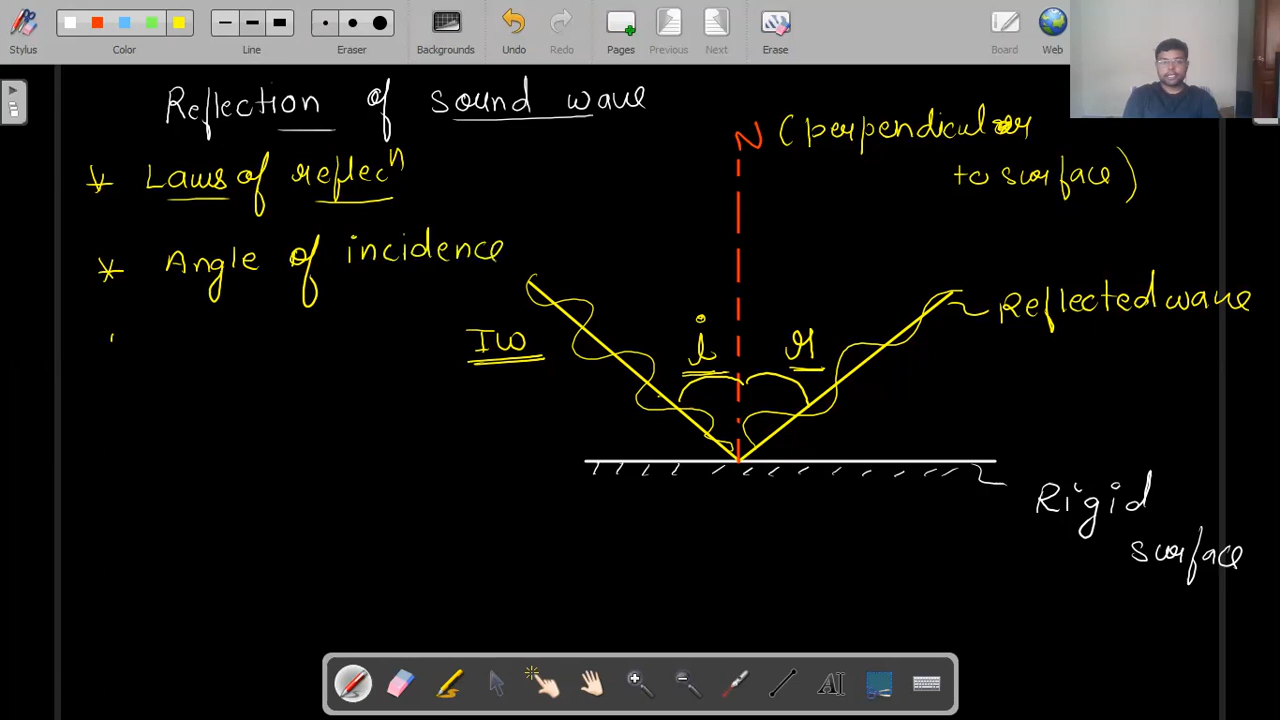 Stylus
Color
Line
Eraser
Backgrounds
Undo
Redo
Pages
Previous
Next
Erase
Board
Web
Reflection of sound wave
* Laws of reflecⁿ
* Angle of incidence
N (perpendicular
to surface)
IW
i
r
Reflected wave
Rigid
surface
AI